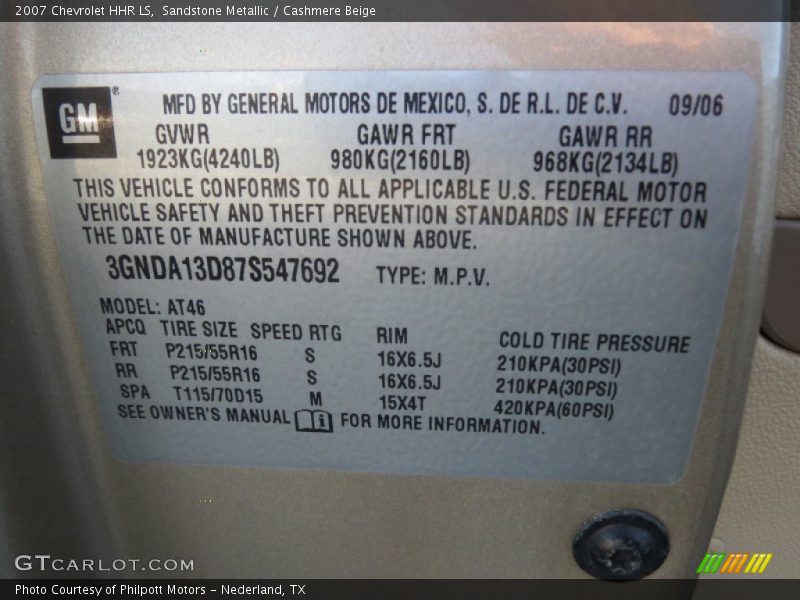 2007 Chevrolet HHR LS, Sandstone Metallic / Cashmere Beige
GM®
MFD BY GENERAL MOTORS DE MEXICO, S. DE R.L. DE C.V. 09/06
GVWR GAWR FRT GAWR RR
1923KG(4240LB) 980KG(2160LB) 968KG(2134LB)
THIS VEHICLE CONFORMS TO ALL APPLICABLE U.S. FEDERAL MOTOR
VEHICLE SAFETY AND THEFT PREVENTION STANDARDS IN EFFECT ON
THE DATE OF MANUFACTURE SHOWN ABOVE.
3GNDA13D87S547692 TYPE: M.P.V.
MODEL: AT46
APCQ TIRE SIZE SPEED RTG RIM COLD TIRE PRESSURE
FRT P215/55R16 S 16X6.5J 210KPA(30PSI)
RR P215/55R16 S 16X6.5J 210KPA(30PSI)
SPA T115/70D15 M 15X4T 420KPA(60PSI)
SEE OWNER'S MANUAL i FOR MORE INFORMATION.
GTCARLOT.COM
Photo Courtesy of Philpott Motors - Nederland, TX